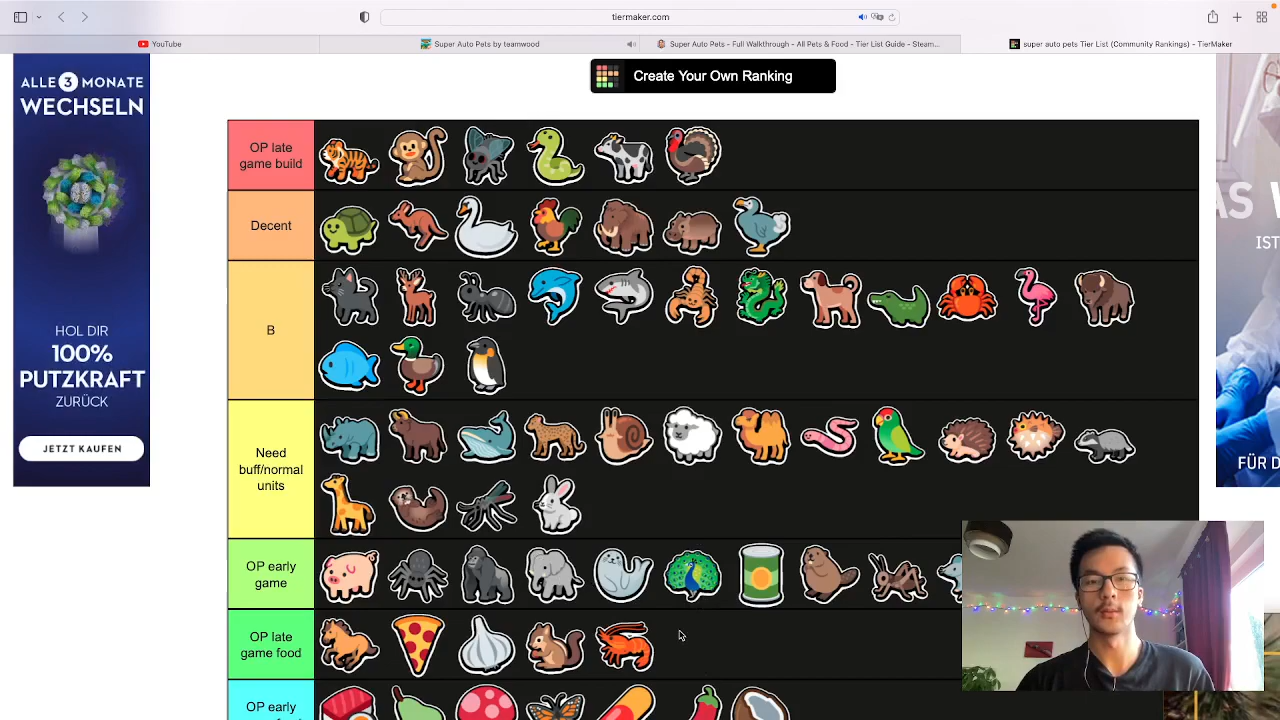 tiermaker.com
YouTube
Super Auto Pets by teamwood
Super Auto Pets - Full Walkthrough - All Pets & Food - Tier List Guide - Steam...
super auto pets Tier List (Community Rankings) - TierMaker
ALLE 3 MONATE
WECHSELN
HOL DIR
100%
PUTZKRAFT
ZURÜCK
JETZT KAUFEN
Create Your Own Ranking
OP late
game build
Decent
B
Need
buff/normal
units
OP early
game
OP late
game food
OP early
AS W
IST
FÜR D